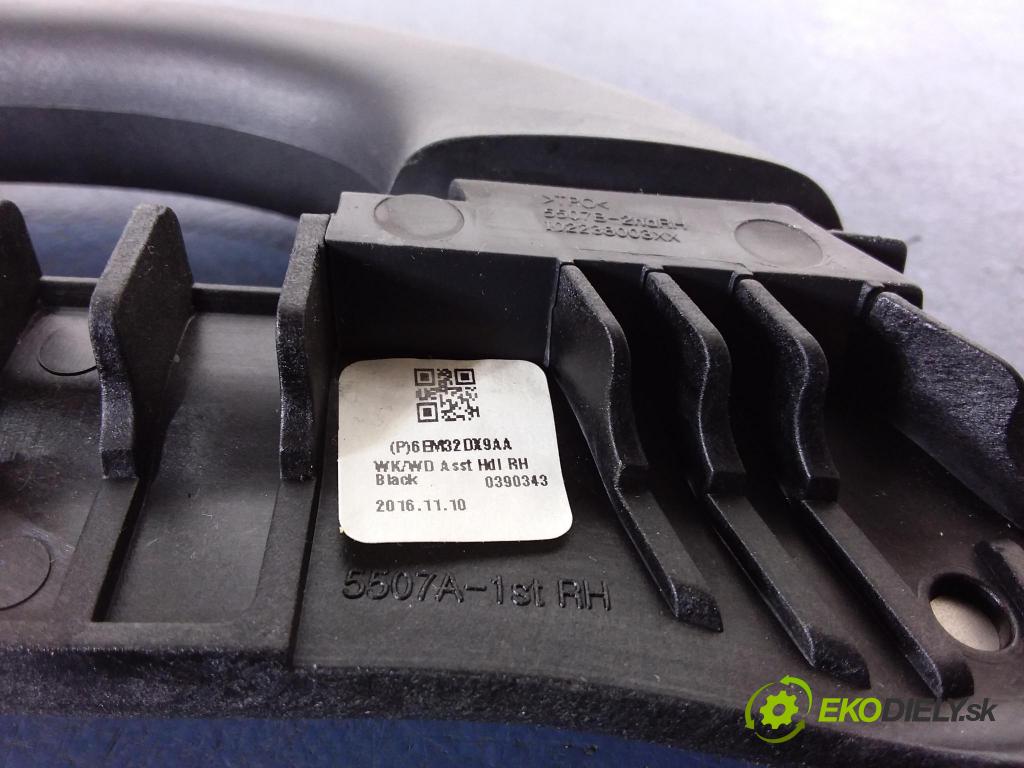 >TPO<
5507B-2ndRH
102238003XX
(P)6EM32DX9AA
WK/WD Asst Hdl RH
Black 0390343
2016.11.10
5507A-1st RH
EKODIELY.sk